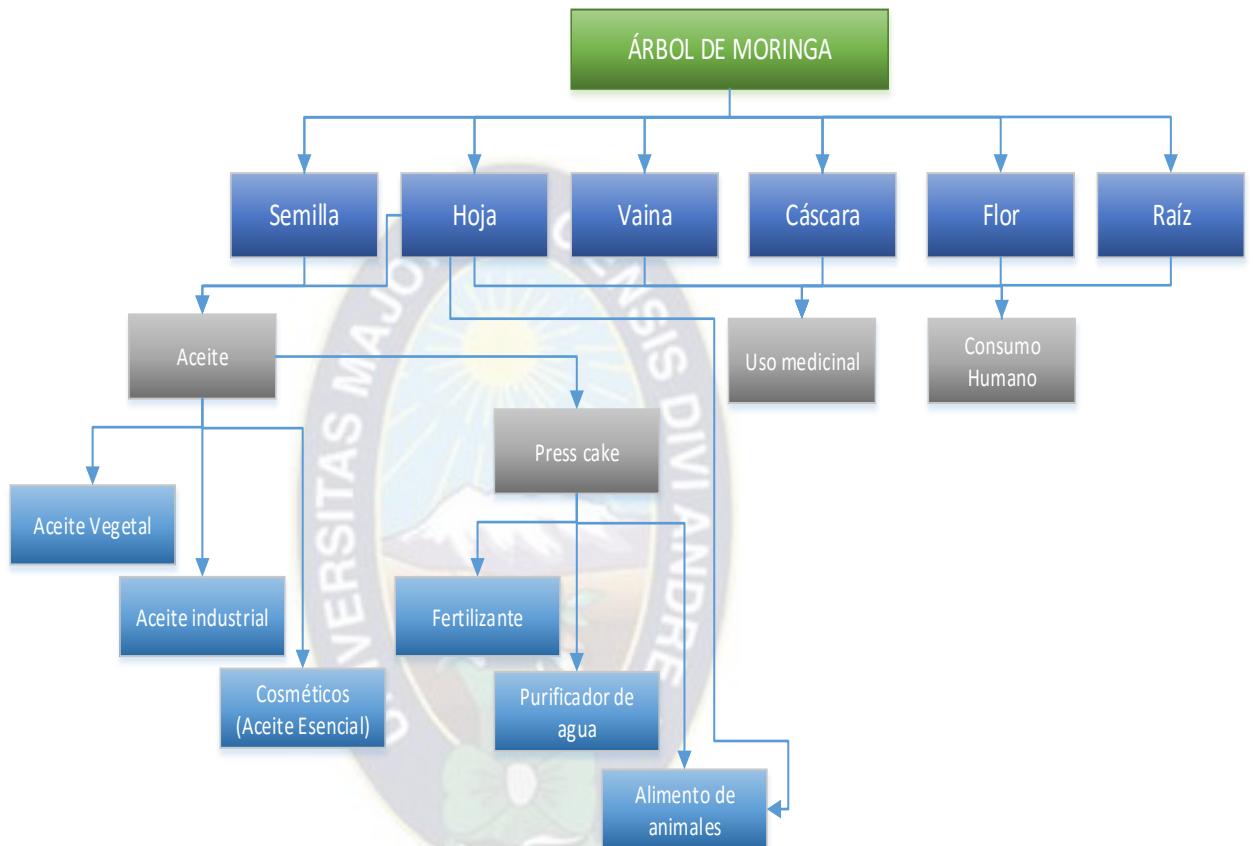 ÁRBOL DE MORINGA
Semilla
Hoja
Vaina
Cáscara
Flor
Raíz
Aceite
Uso medicinal
Consumo
Humano
Press cake
Aceite Vegetal
Aceite industrial
Fertilizante
Cosméticos
(Aceite Esencial)
Purificador de
agua
Alimento de
animales